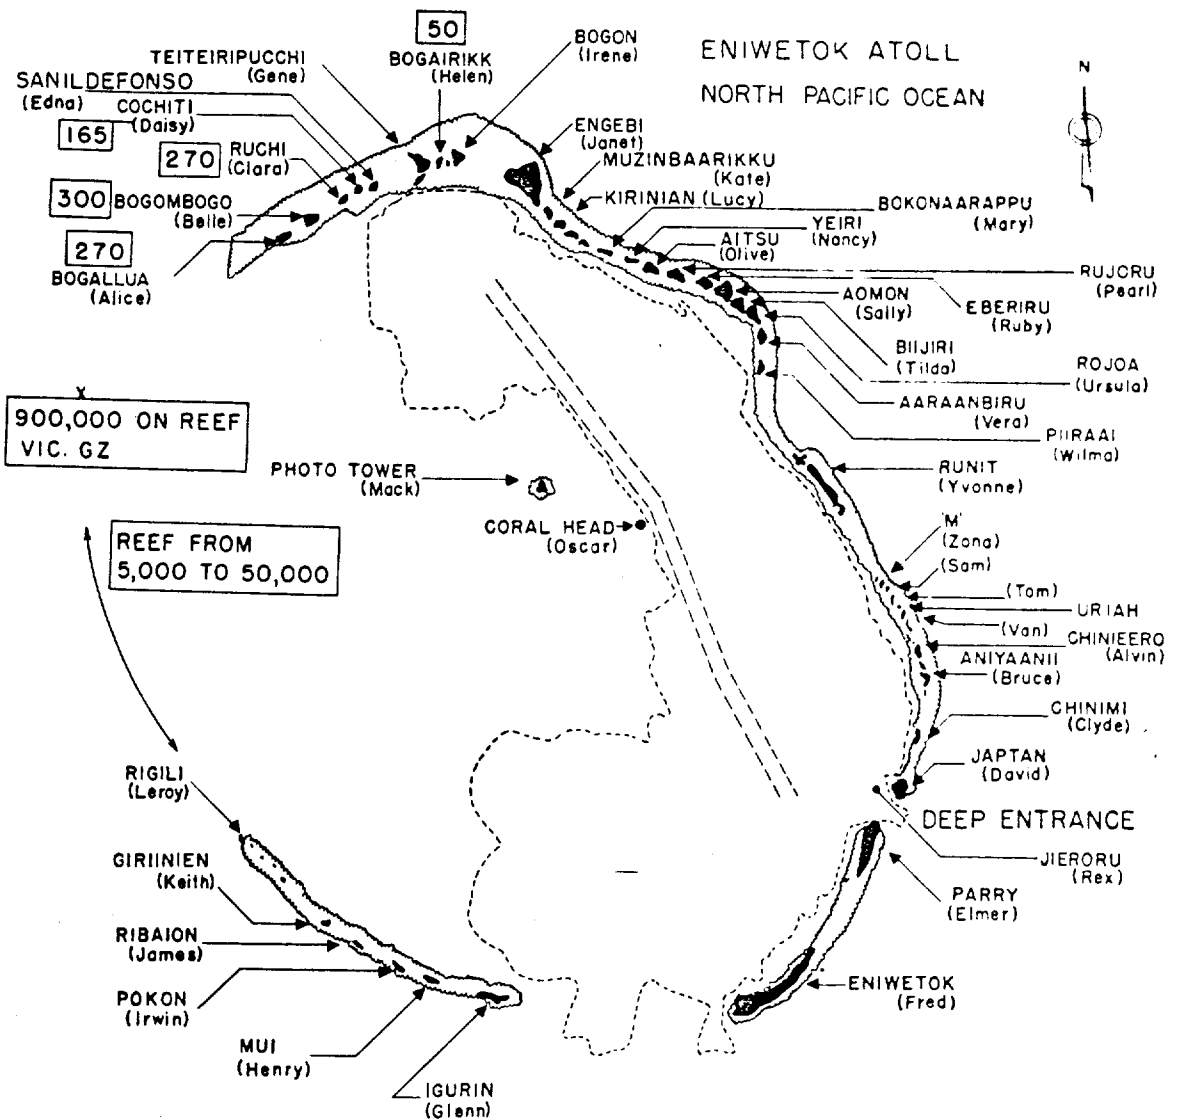 ENIWETOK ATOLL
NORTH PACIFIC OCEAN
N
50
BOGAIRIKK
(Helen)
BOGON
(Irene)
TEITEIRIPUCCHI
(Gene)
SANILDEFONSO
(Edna)
COCHITI
(Daisy)
165
270
RUCHI
(Clara)
300
BOGOMBOGO
(Belle)
270
BOGALLUA
(Alice)
ENGEBI
(Janet)
MUZINBAARIKKU
(Kate)
KIRINIAN (Lucy)
BOKONAARAPPU
(Mary)
YEIRI
(Nancy)
AITSU
(Olive)
RUJORU
(Pearl)
AOMON
(Sally)
EBERIRU
(Ruby)
BIIJIRI
(Tilda)
ROJOA
(Ursula)
AARAANBIRU
(Vera)
PIIRAAI
(Wilma)
X
900,000 ON REEF
VIC. GZ
PHOTO TOWER
(Mack)
CORAL HEAD
(Oscar)
RUNIT
(Yvonne)
REEF FROM
5,000 TO 50,000
'M'
(Zona)
(Sam)
(Tom)
URIAH
(Van)
CHINIEERO
(Alvin)
ANIYAANII
(Bruce)
CHINIMI
(Clyde)
JAPTAN
(David)
DEEP ENTRANCE
JIERORU
(Rex)
PARRY
(Elmer)
RIGILI
(Leroy)
GIRIINIEN
(Keith)
RIBAION
(James)
POKON
(Irwin)
MUI
(Henry)
IGURIN
(Glenn)
ENIWETOK
(Fred)